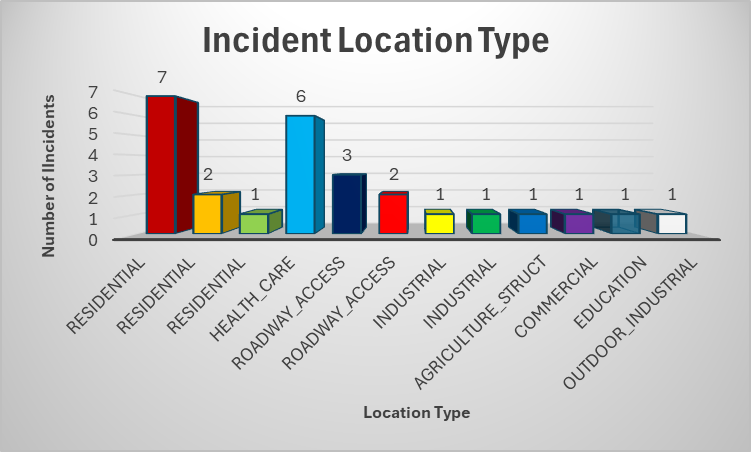 Incident Location Type
Number of IIncidents
7
6
5
4
3
2
1
0
7
2
1
6
3
2
1
1
1
1
1
1
RESIDENTIAL
RESIDENTIAL
RESIDENTIAL
HEALTH_CARE
ROADWAY_ACCESS
ROADWAY_ACCESS
INDUSTRIAL
INDUSTRIAL
AGRICULTURE_STRUCT
COMMERCIAL
EDUCATION
OUTDOOR_INDUSTRIAL
Location Type